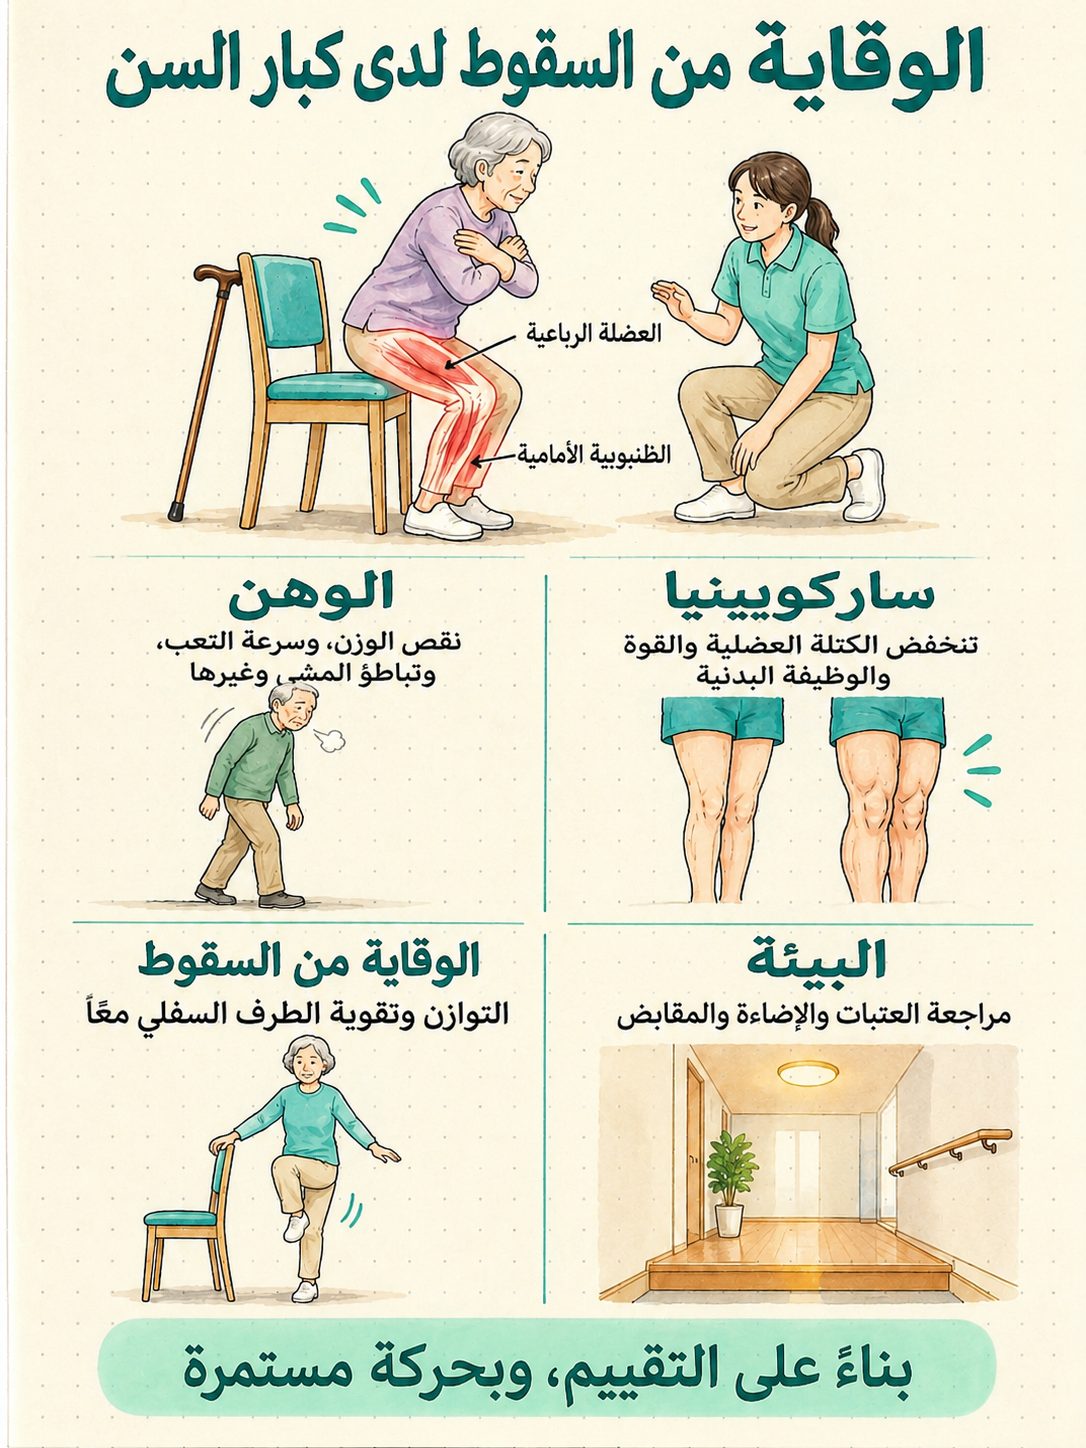 الوقاية من السقوط لدى كبار السن
العضلة الرباعية
الظنبوبية الأمامية
ساركويينيا
تنخفض الكتلة العضلية والقوة
والوظيفة البدنية
الوهن
نقص الوزن، وسرعة التعب،
وتباطؤ المشي وغيرها
البيئة
مراجعة العتبات والإضاءة والمقابض
الوقاية من السقوط
التوازن وتقوية الطرف السفلي معًاً
بناءً على التقييم، وبحركة مستمرة